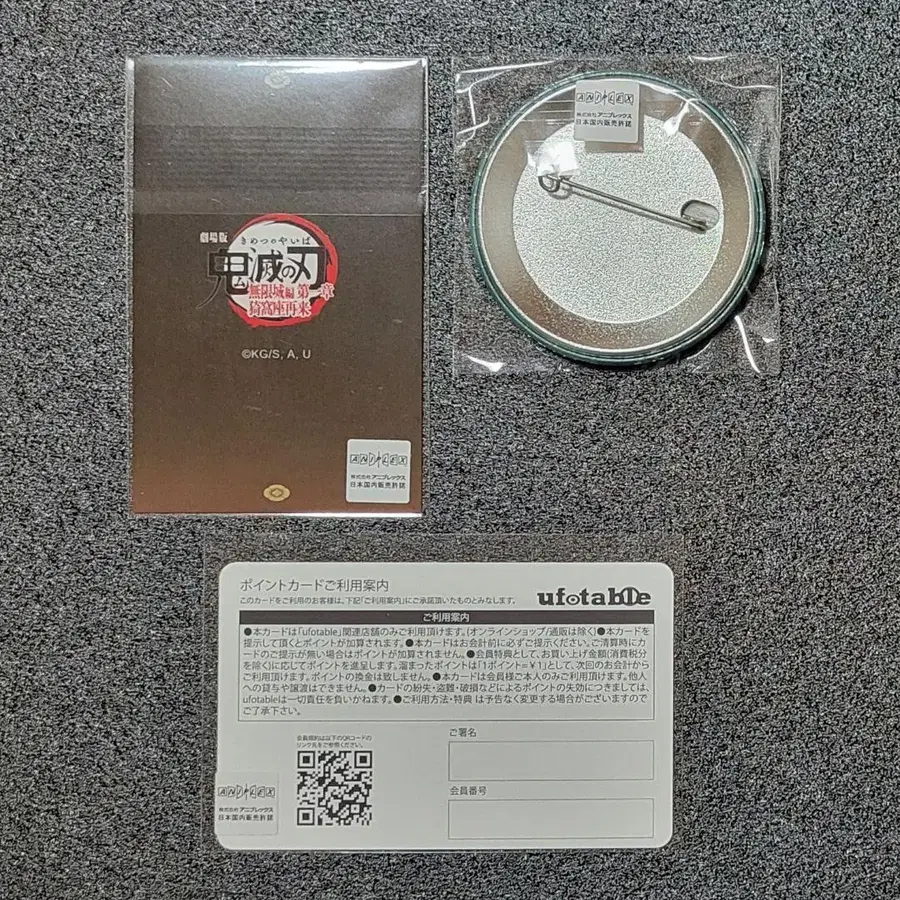 劇場版
きめつのやいば
鬼滅の刃
無限城編 第一章
猗窩座再来
©KG/S, A, U
ANIPLEX
株式会社アニプレックス
日本国内販売許諾
ANIPLEX
株式会社アニプレックス
日本国内販売許諾
ポイントカードご利用案内
このカードをご利用のお客様は、下記「ご利用案内」にご承諾頂いたものとみなします。
ufotable
ご利用案内
●本カードは「ufotable」関連店舗のみご利用頂けます。(オンラインショップ/通販は除く)●本カードを
提示して頂くとポイントが加算されます。●本カードはお会計前に必ずご提示ください。ご清算時にカ
ードのご提示が無い場合はポイントが加算されません。●会員特典として、お買い上げ金額(消費税分
を除く)に応じてポイントを進呈します。溜まったポイントは「1ポイント=¥1」として、次回のお会計から
ご利用頂けます。ポイントの換金は致しません。●本カードは会員様ご本人のみご利用頂けます。他人
への貸与や譲渡はできません。●カードの紛失・盗難・破損などによるポイントの失効につきましては、
ufotableは一切責任を負いかねます。●ご利用方法・特典 は予告なく変更する場合がございますので
ご了承下さい。
会員規約は以下のQRコードの
リンク先をご参照ください。
ご署名
会員番号
ANIPLEX
株式会社アニプレックス
日本国内販売許諾